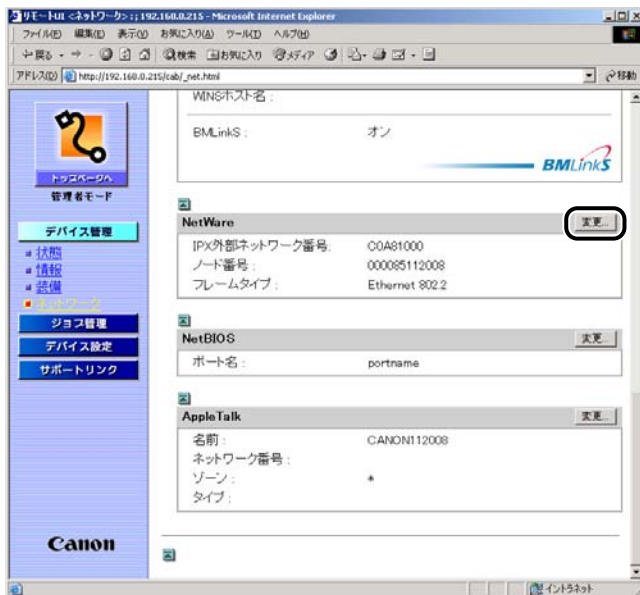 リモートUI <ネットワーク> : ; 192.160.0.215 - Microsoft Internet Explorer
ファイル(F) 編集(E) 表示(V) お気に入り(A) ツール(T) ヘルプ(H)
戻る 検索 お気に入り メディア
アドレス(D) http://192.160.0.215/cab/_net.html 移動
トップページへ
管理者モード
デバイス管理
状態
情報
装備
ネットワーク
ジョブ管理
デバイス設定
サポートリンク
Canon
WINSホスト名 :
BMLinkS : オン
BMLinkS
NetWare 変更...
IPX外部ネットワーク番号: C0A81000
ノード番号 : 000085112008
フレームタイプ : Ethernet 802.2
NetBIOS 変更...
ポート名 : portname
AppleTalk 変更...
名前 : CANON112008
ネットワーク番号 :
ゾーン : *
タイプ :
イントラネット